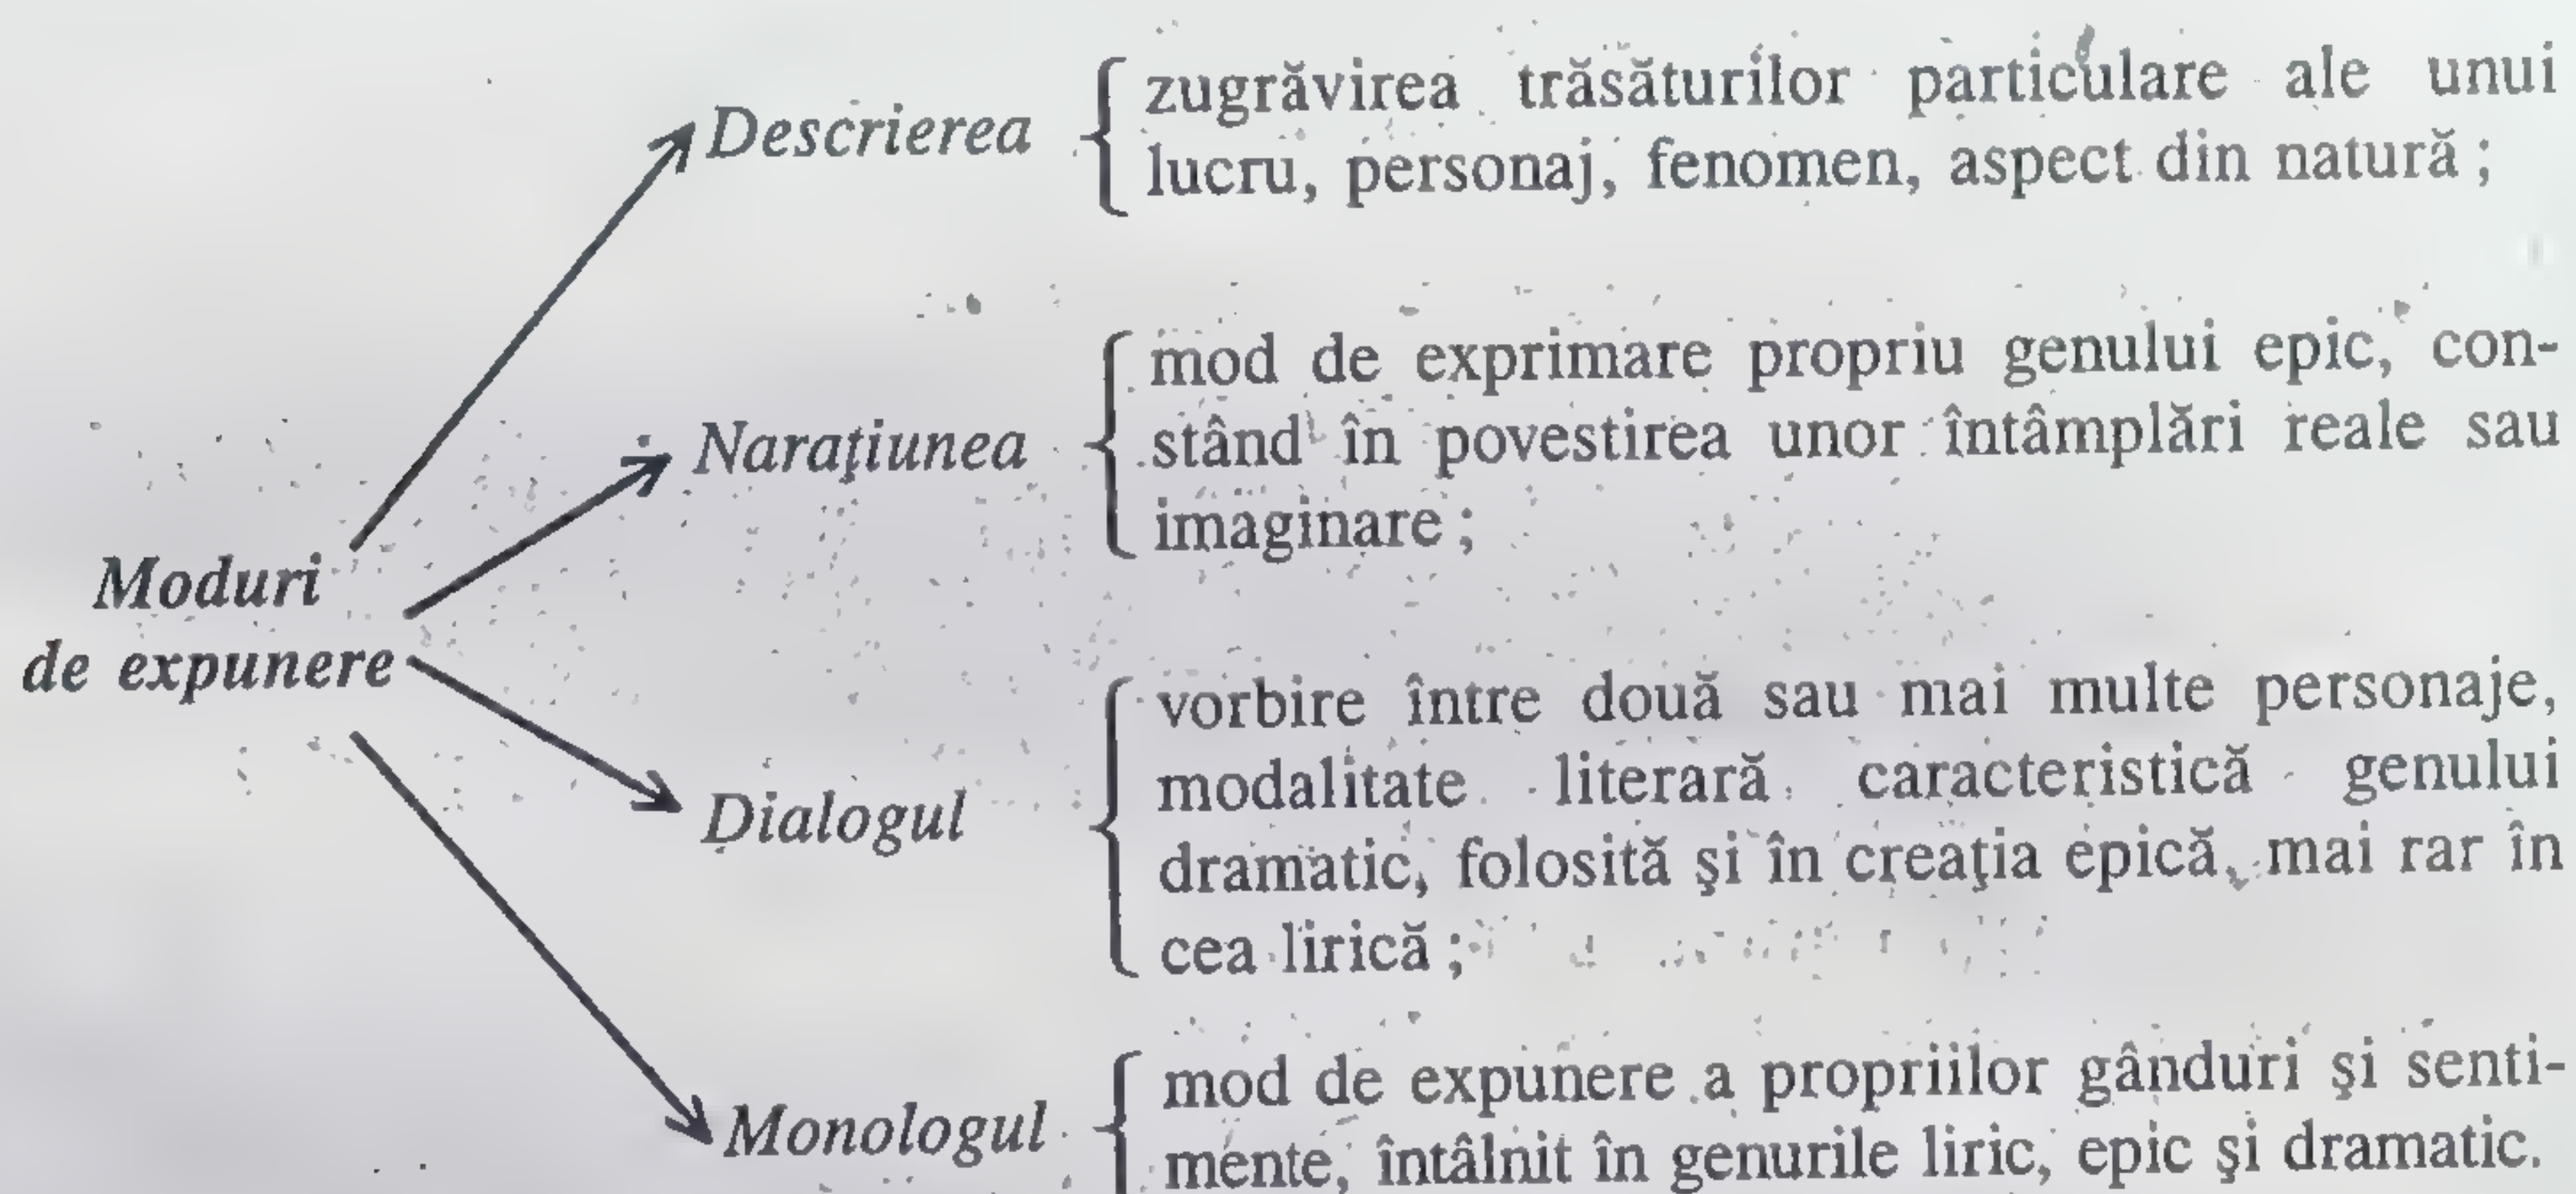 Descrierea
zugrăvirea trăsăturilor particulare ale unui
lucru, personaj, fenomen, aspect din natură ;
Naraţiunea
mod de exprimare propriu genului epic, con-
stând în povestirea unor întâmplări reale sau
imaginare ;
Moduri
de expunere
Dialogul
vorbire între două sau mai multe personaje,
modalitate literară caracteristică genului
dramatic, folosită şi în creaţia epică, mai rar în
cea lirică ;
Monologul
mod de expunere a propriilor gânduri şi senti-
mente, întâlnit în genurile liric, epic şi dramatic.